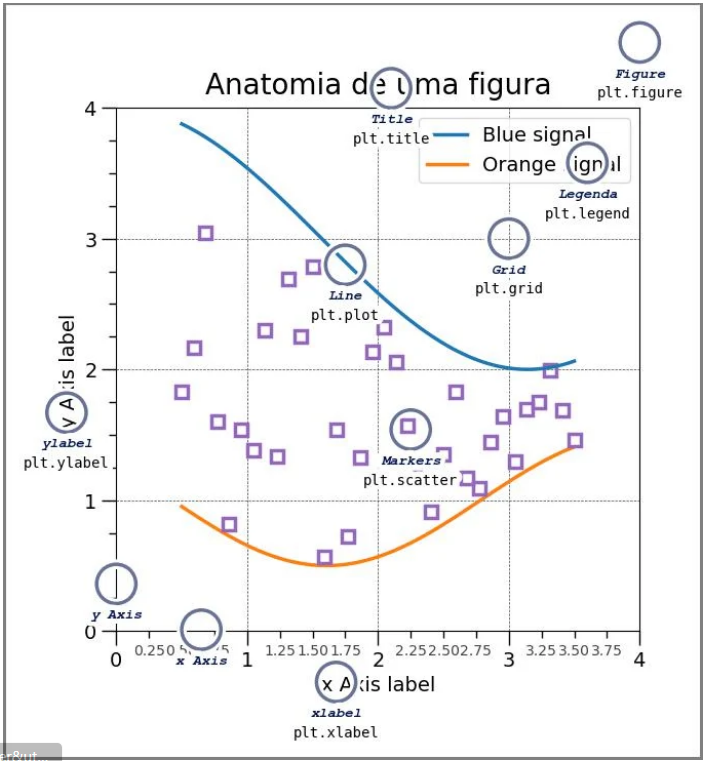 Figure
plt.figure
Anatomia de uma figura
Title
plt.title
Blue signal
Orange signal
Legenda
plt.legend
Grid
plt.grid
Line
plt.plot
Markers
plt.scatter
4
3
2
1
0
y Axis label
ylabel
plt.ylabel
y Axis
x Axis
0 0.250 1 1.25 1.50 1.75 2 2.25 2.50 2.75 3 3.25 3.50 3.75 4
x Axis label
xlabel
plt.xlabel